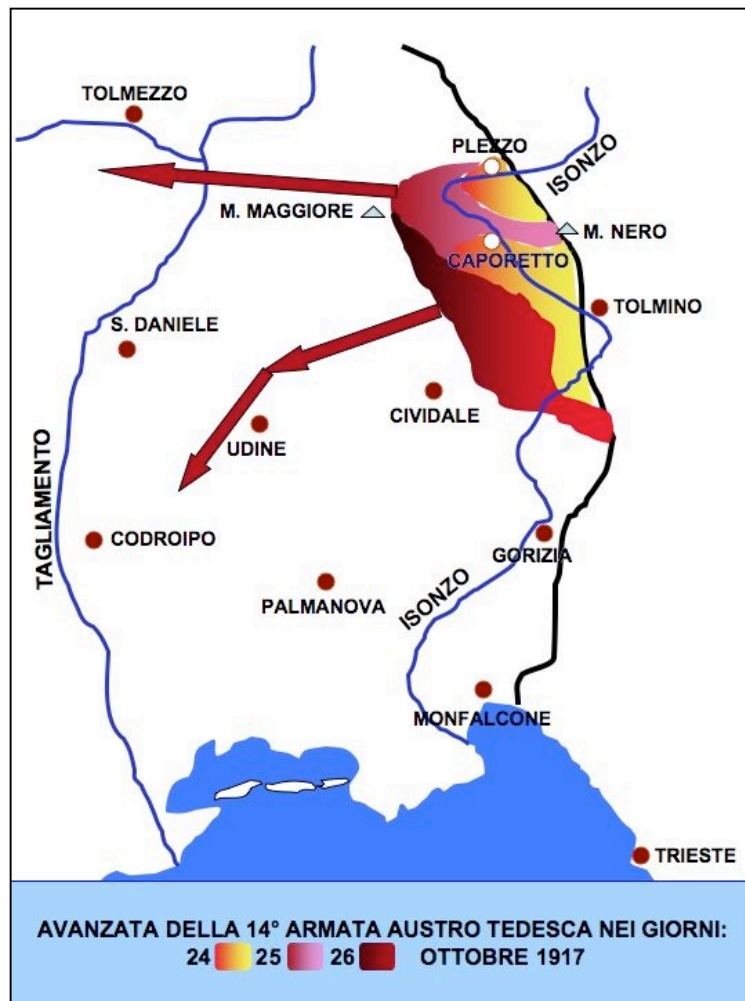 TOLMEZZO
PLEZZO
ISONZO
M. MAGGIORE
M. NERO
CAPORETTO
TOLMINO
S. DANIELE
CIVIDALE
UDINE
TAGLIAMENTO
CODROIPO
GORIZIA
PALMANOVA
ISONZO
MONFALCONE
TRIESTE
AVANZATA DELLA 14° ARMATA AUSTRO TEDESCA NEI GIORNI:
24 25 26 OTTOBRE 1917